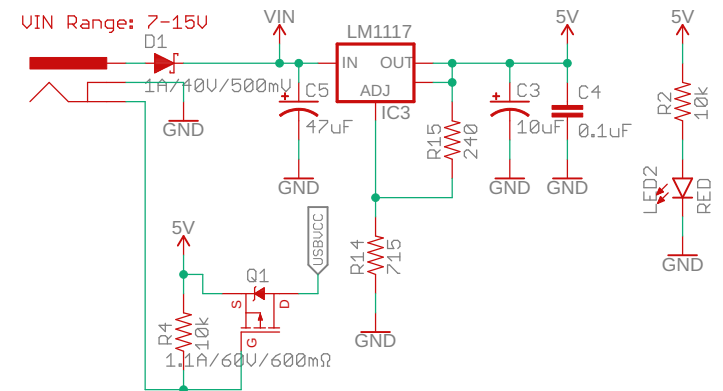 VIN Range: 7-15V
D1
1A/40V/500mV
GND
VIN
C5
47uF
GND
LM1117
IN
OUT
ADJ
IC3
R15
240
R14
715
GND
5V
C3
10uF
GND
C4
0.1uF
GND
5V
R2
10k
LED2
RED
GND
5V
R4
10k
Q1
S
D
G
1.1A/60V/600mΩ
USBVCC